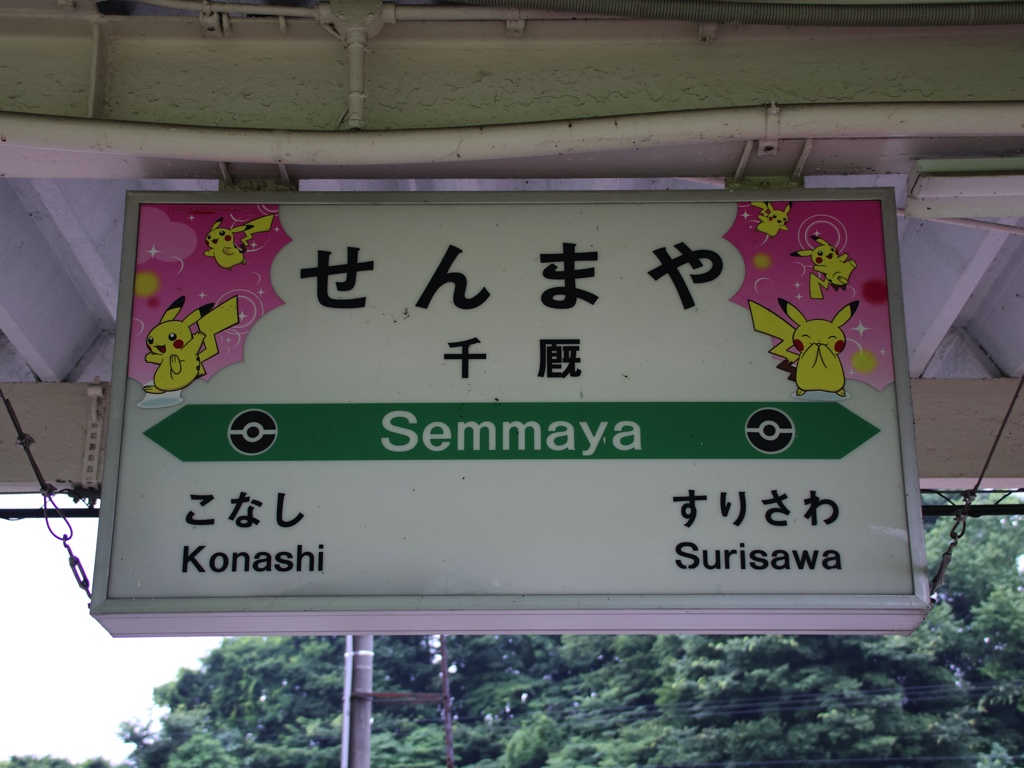 せんまや
千厩
Semmaya
こなし すりさわ
Konashi Surisawa